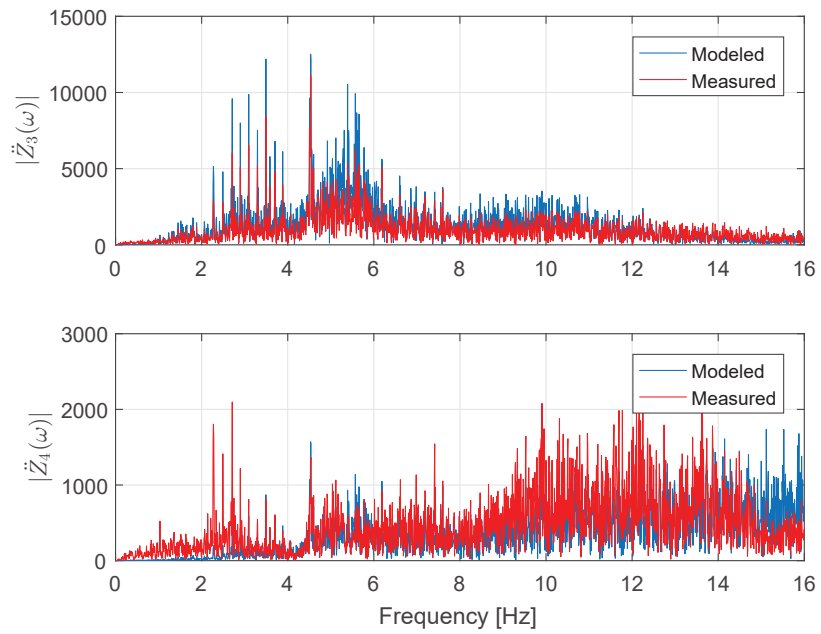 15000
10000
5000
0
|Z̈₃(ω)|
Modeled
Measured
0 2 4 6 8 10 12 14 16
3000
2000
1000
0
|Z̈₄(ω)|
Modeled
Measured
0 2 4 6 8 10 12 14 16
Frequency [Hz]